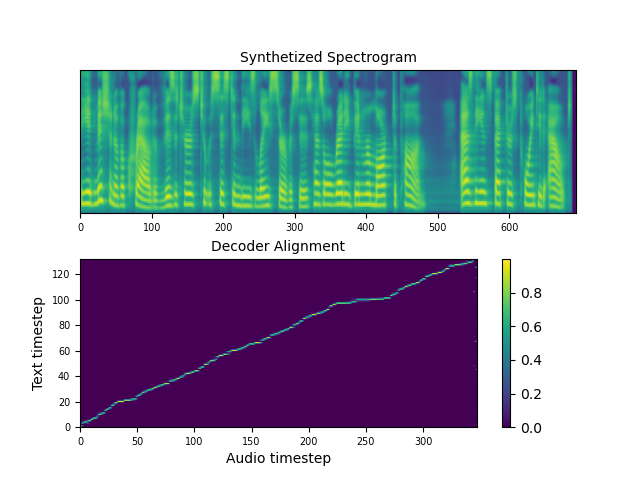 Synthetized Spectrogram
0 100 200 300 400 500 600
Decoder Alignment
120
100
80
60
40
20
0
Text timestep
0 50 100 150 200 250 300
Audio timestep
0.8
0.6
0.4
0.2
0.0